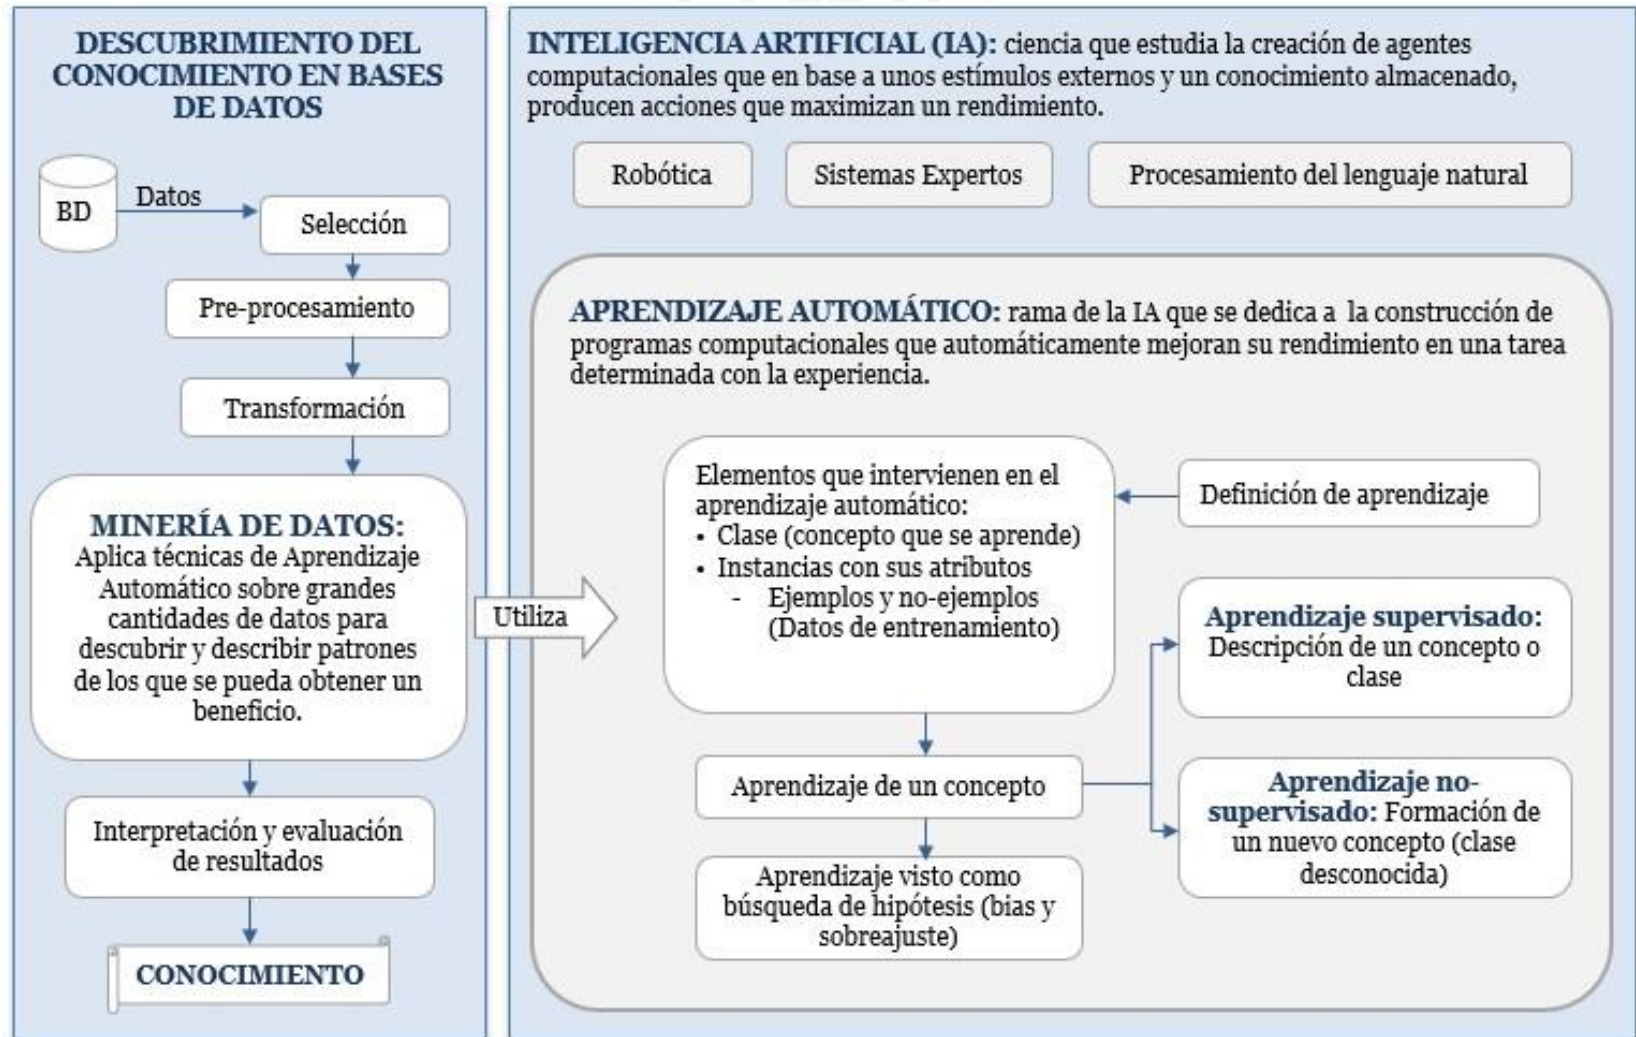 DESCUBRIMIENTO DEL
CONOCIMIENTO EN BASES
DE DATOS
BD
Datos
Selección
Pre-procesamiento
Transformación
MINERÍA DE DATOS:
Aplica técnicas de Aprendizaje
Automático sobre grandes
cantidades de datos para
descubrir y describir patrones
de los que se pueda obtener un
beneficio.
Interpretación y evaluación
de resultados
CONOCIMIENTO
Utiliza
INTELIGENCIA ARTIFICIAL (IA): ciencia que estudia la creación de agentes
computacionales que en base a unos estímulos externos y un conocimiento almacenado,
producen acciones que maximizan un rendimiento.
Robótica
Sistemas Expertos
Procesamiento del lenguaje natural
APRENDIZAJE AUTOMÁTICO: rama de la IA que se dedica a la construcción de
programas computacionales que automáticamente mejoran su rendimiento en una tarea
determinada con la experiencia.
Elementos que intervienen en el
aprendizaje automático:
• Clase (concepto que se aprende)
• Instancias con sus atributos
- Ejemplos y no-ejemplos
(Datos de entrenamiento)
Definición de aprendizaje
Aprendizaje supervisado:
Descripción de un concepto o
clase
Aprendizaje de un concepto
Aprendizaje no-
supervisado: Formación de
un nuevo concepto (clase
desconocida)
Aprendizaje visto como
búsqueda de hipótesis (bias y
sobreajuste)